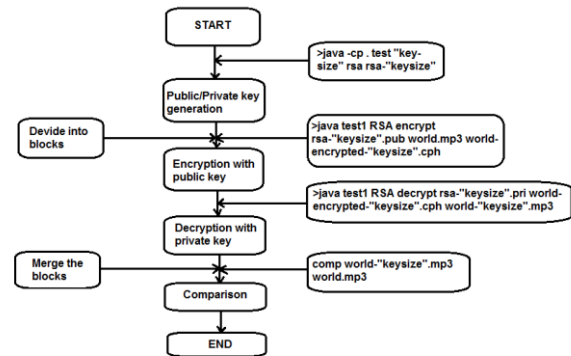 START
>java -cp . test "key-
size" rsa rsa-"keysize"
Public/Private key
generation
Devide into
blocks
>java test1 RSA encrypt
rsa-"keysize".pub world.mp3 world-
encrypted-"keysize".cph
Encryption with
public key
>java test1 RSA decrypt rsa-"keysize".pri world-
encrypted-"keysize".cph world-"keysize".mp3
Decryption with
private key
Merge the
blocks
comp world-"keysize".mp3
world.mp3
Comparison
END